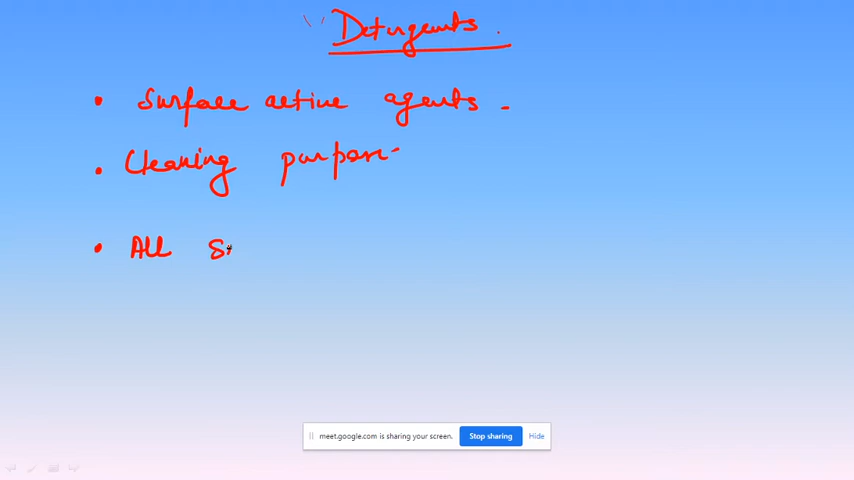 Detergents.
• Surface active agents.
• Cleaning purpose
• All S
meet.google.com is sharing your screen. Stop sharing Hide